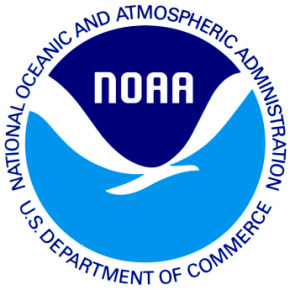 NATIONAL OCEANIC AND ATMOSPHERIC ADMINISTRATION
NOAA
U.S. DEPARTMENT OF COMMERCE